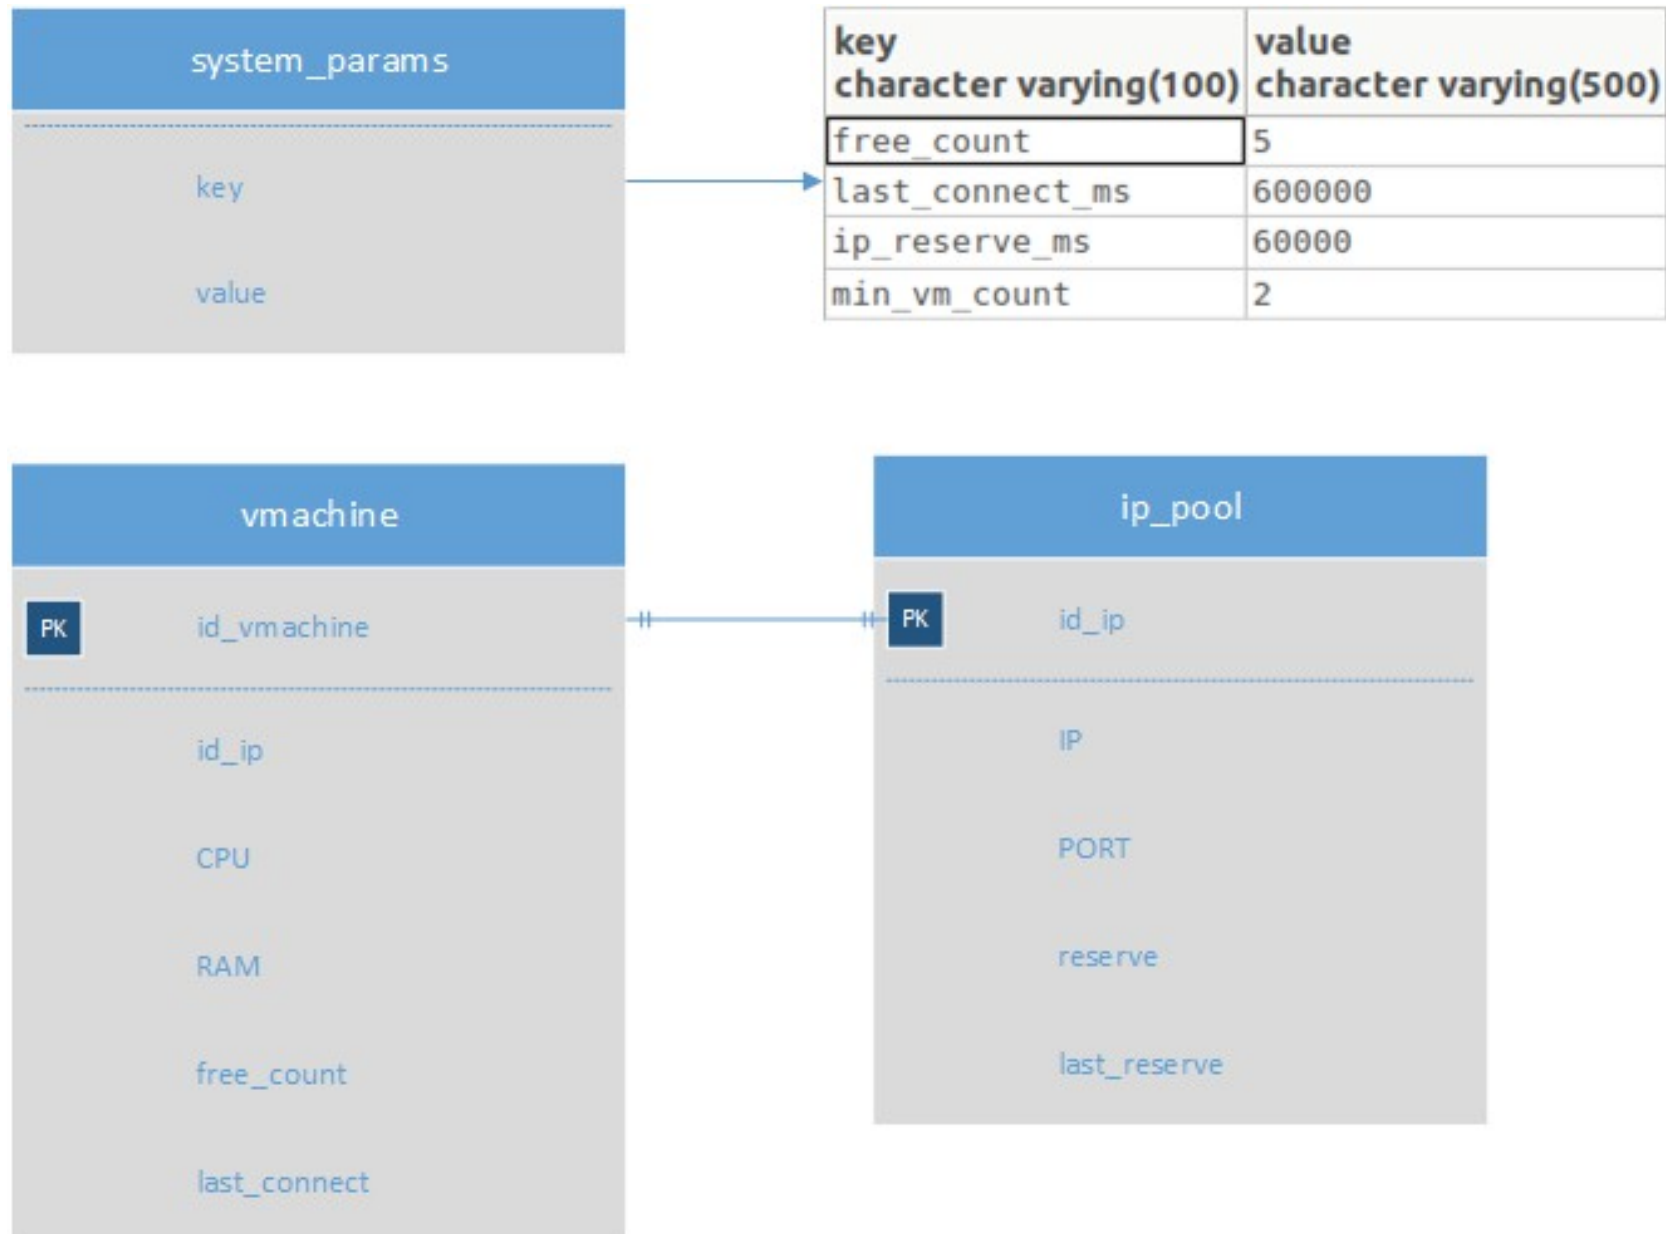 system_params
key
value
key value
character varying(100) character varying(500)
free_count 5
last_connect_ms 600000
ip_reserve_ms 60000
min_vm_count 2
vmachine
PK id_vmachine
id_ip
CPU
RAM
free_count
last_connect
ip_pool
PK id_ip
IP
PORT
reserve
last_reserve